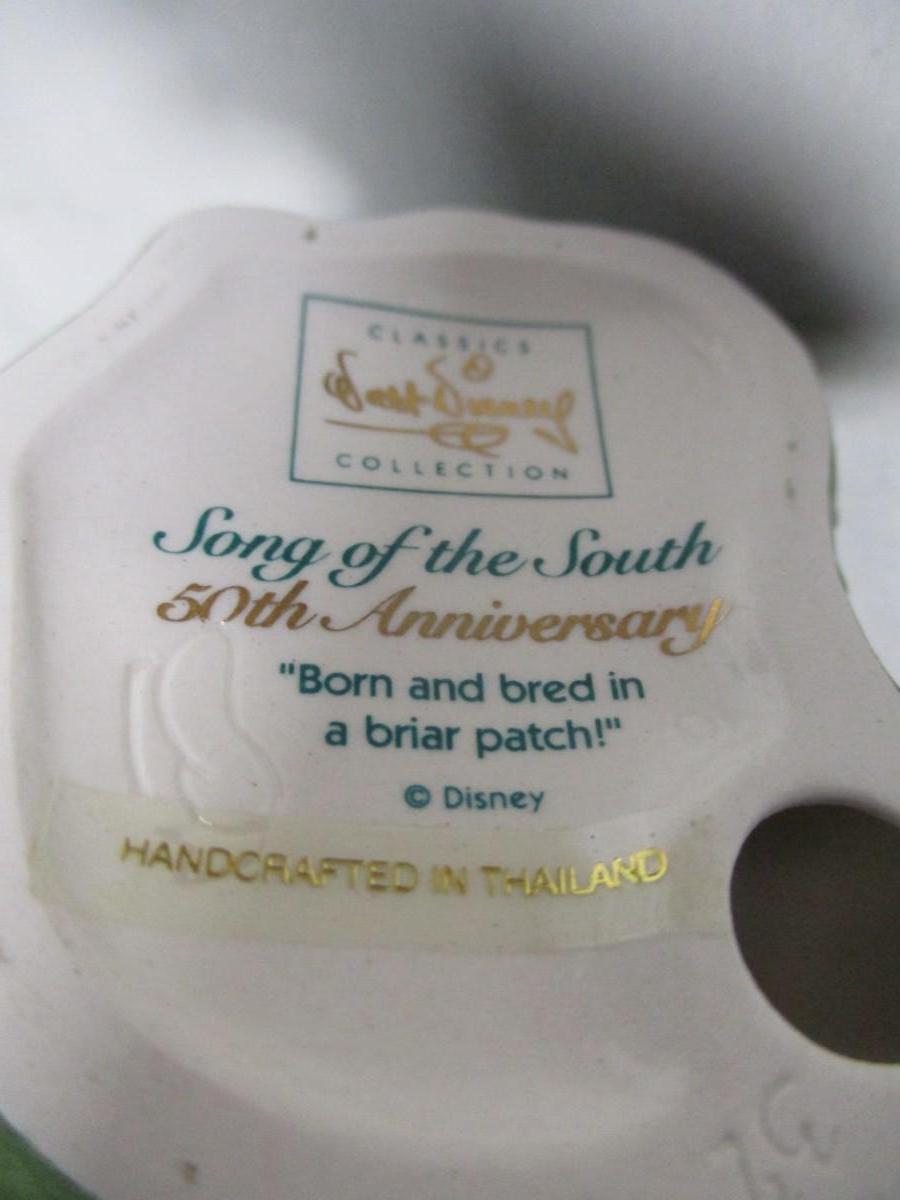 CLASSICS
Walt Disney
COLLECTION
Song of the South
50th Anniversary
"Born and bred in
a briar patch!"
© Disney
HANDCRAFTED IN THAILAND